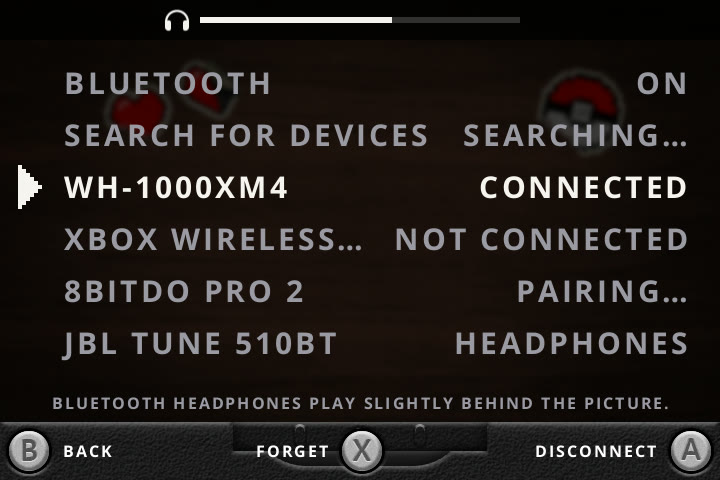 BLUETOOTH ON
SEARCH FOR DEVICES SEARCHING...
WH-1000XM4 CONNECTED
XBOX WIRELESS... NOT CONNECTED
8BITDO PRO 2 PAIRING...
JBL TUNE 510BT HEADPHONES
BLUETOOTH HEADPHONES PLAY SLIGHTLY BEHIND THE PICTURE.
B BACK FORGET X DISCONNECT A